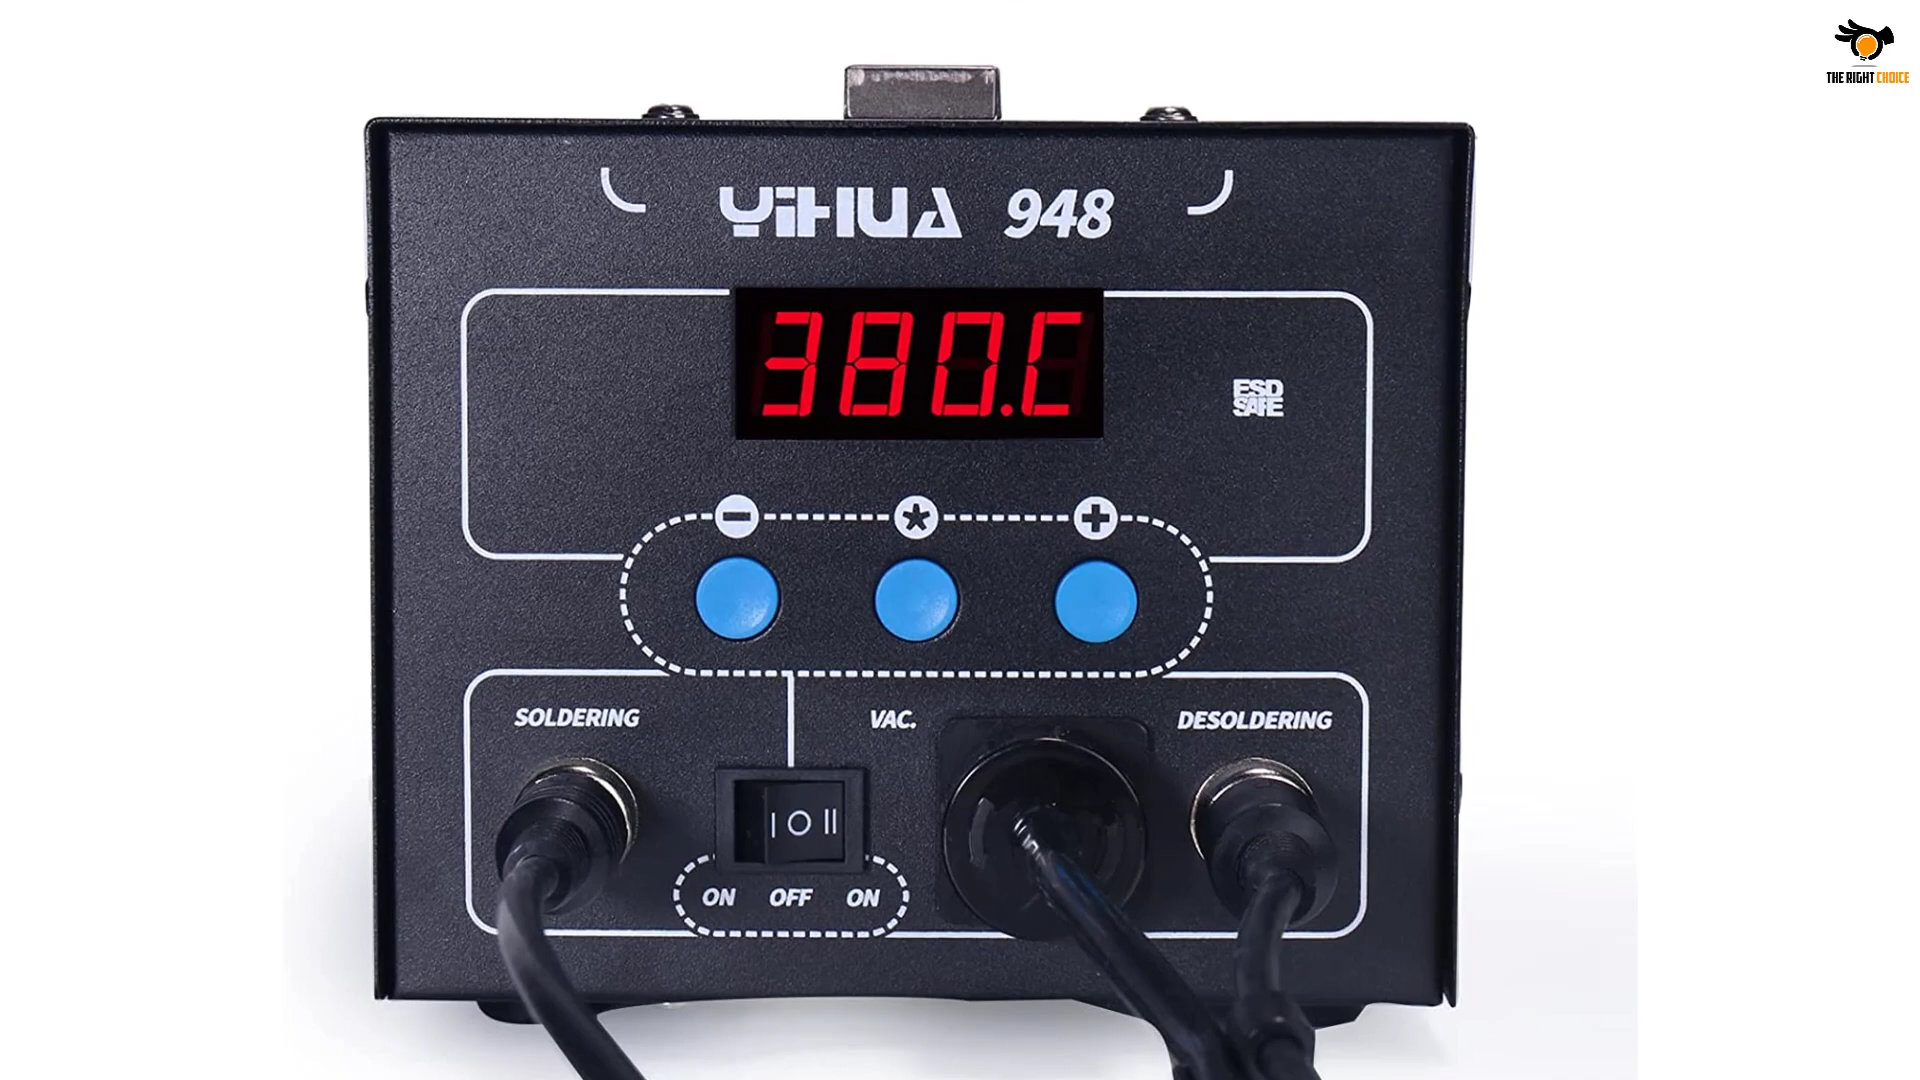 THE RIGHT CHOICE
YiHUA 948
380.C
ESD
SAFE
SOLDERING
VAC.
DESOLDERING
I O II
ON OFF ON